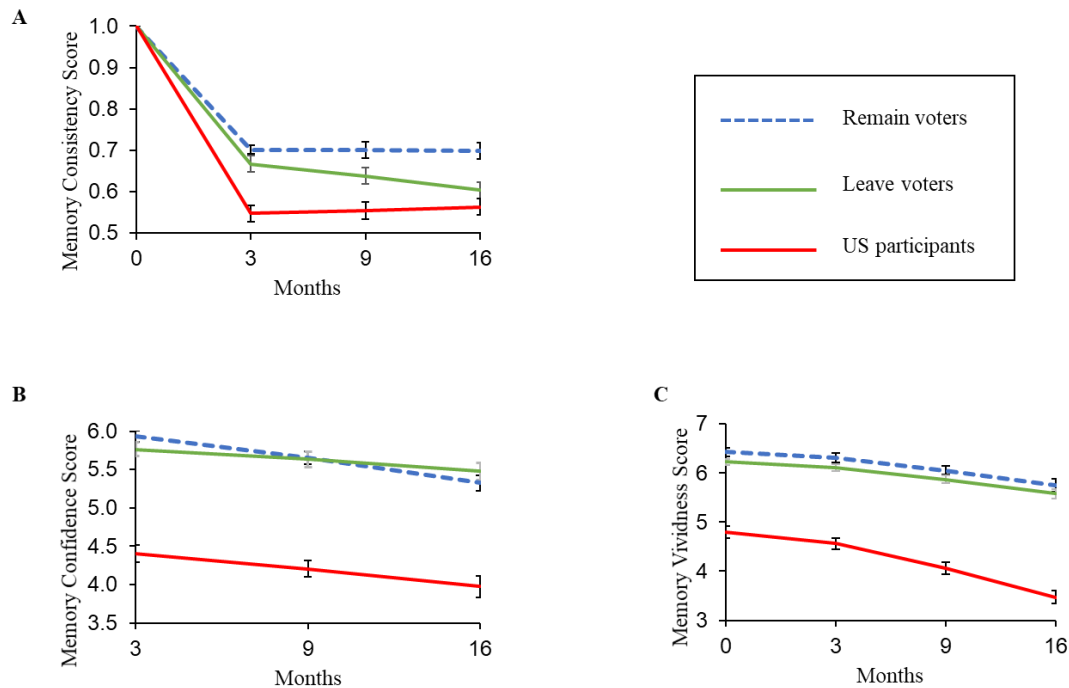 A
Memory Consistency Score
1.0
0.9
0.8
0.7
0.6
0.5
0 3 9 16
Months
Remain voters
Leave voters
US participants
B
Memory Confidence Score
6.0
5.5
5.0
4.5
4.0
3.5
3 9 16
Months
C
Memory Vividness Score
7
6
5
4
3
0 3 9 16
Months